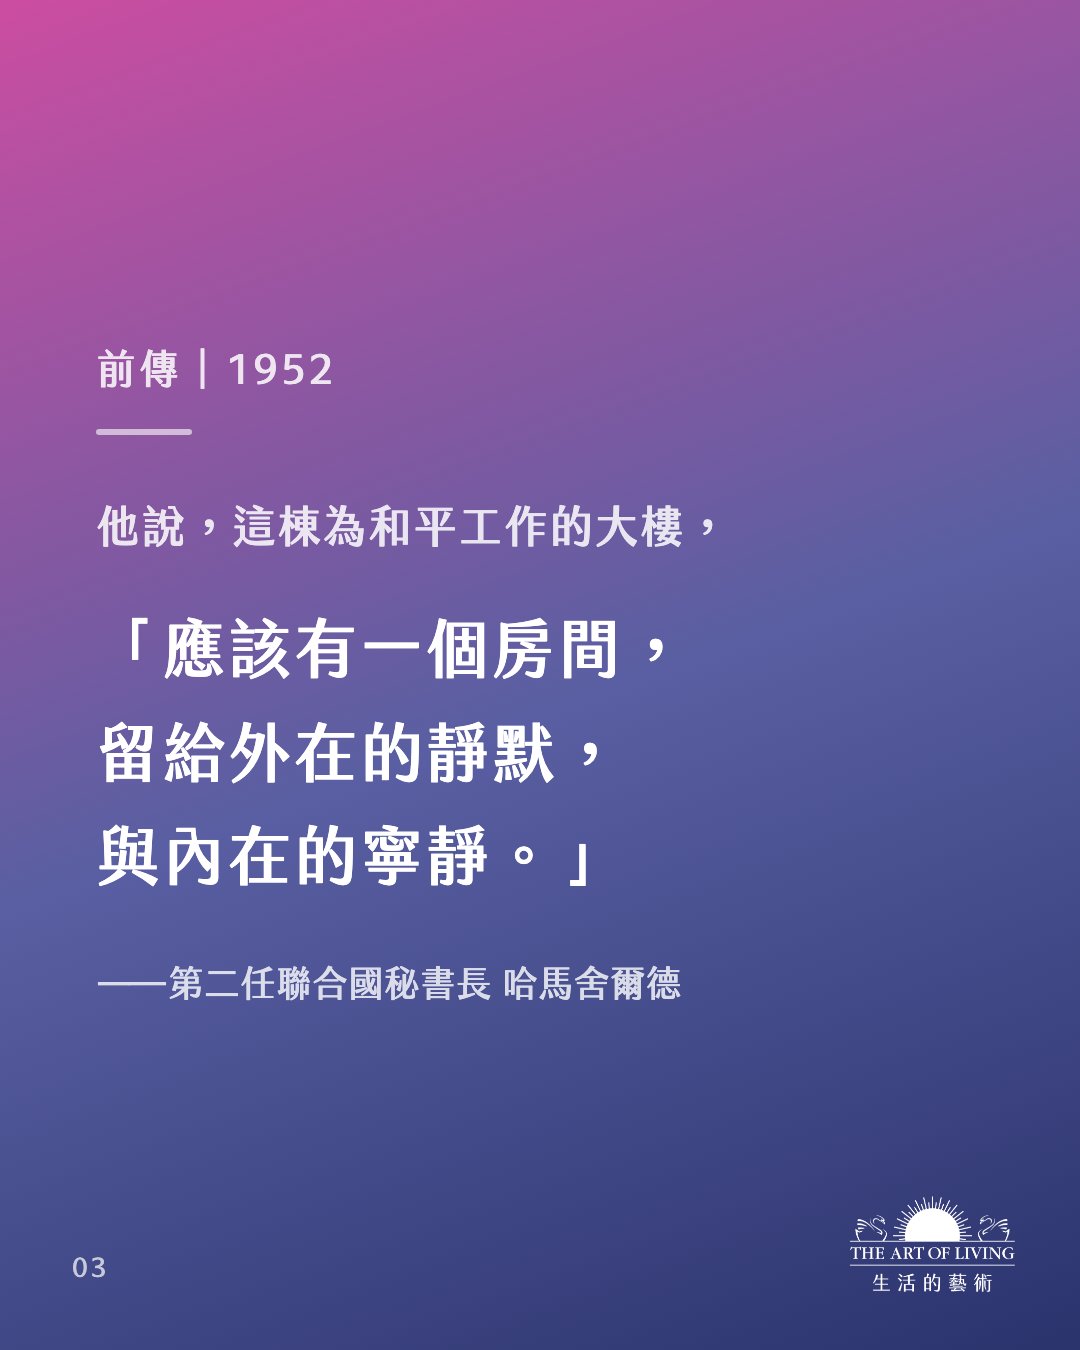 前傳｜1952
他說，這棟為和平工作的大樓，
「應該有一個房間，
留給外在的靜默，
與內在的寧靜。」
——第二任聯合國秘書長 哈馬舍爾德
03
THE ART OF LIVING
生活的藝術